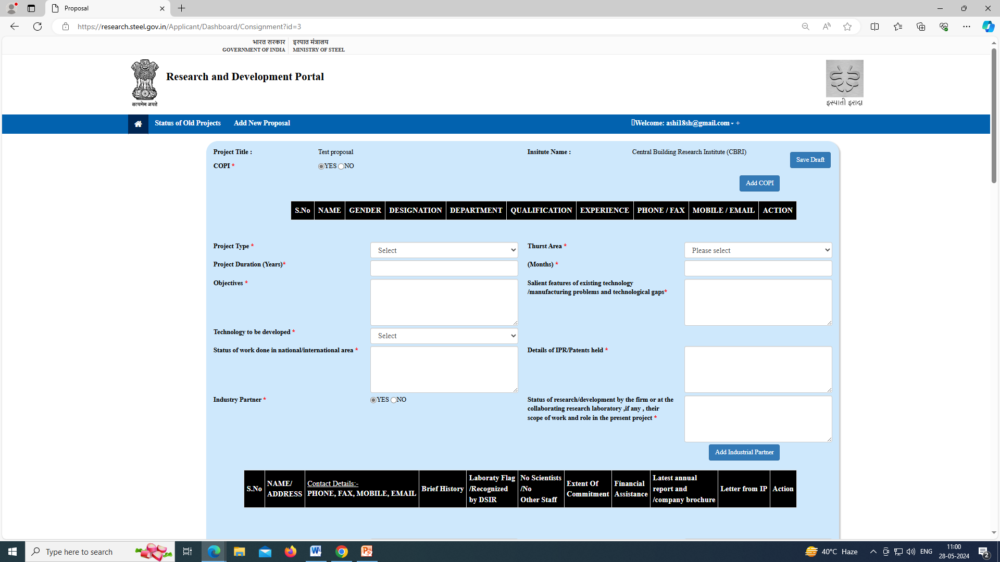 Proposal
https://research.steel.gov.in/Applicant/Dashboard/Consignment?id=3
भारत सरकार
GOVERNMENT OF INDIA
इस्पात मंत्रालय
MINISTRY OF STEEL
सत्यमेव जयते
Research and Development Portal
इस्पाती इरादा
Status of Old Projects
Add New Proposal
Welcome: ashi18sh@gmail.com +
Project Title :
Test proposal
Insitute Name :
Central Building Research Institute (CBRI)
Save Draft
COPI *
YES NO
Add COPI
S.No NAME GENDER DESIGNATION DEPARTMENT QUALIFICATION EXPERIENCE PHONE / FAX MOBILE / EMAIL ACTION
Project Type *
Select
Thurst Area *
Please select
Project Duration (Years)*
(Months) *
Objectives *
Salient features of existing technology
/manufacturing problems and technological gaps*
Technology to be developed *
Select
Status of work done in national/international area *
Details of IPR/Patents held *
Industry Partner *
YES NO
Status of research/development by the firm or at the
collaborating research laboratory ,if any , their
scope of work and role in the present project *
Add Industrial Partner
S.No
NAME/
ADDRESS
Contact Details:-
PHONE, FAX, MOBILE, EMAIL
Brief History
Laboraty Flag
/Recognized
by DSIR
No Scientists
/No
Other Staff
Extent Of
Commitment
Financial
Assistance
Latest annual
report and
/company brochure
Letter from IP
Action
Type here to search
40°C Haze
ENG
11:00
28-05-2024
2